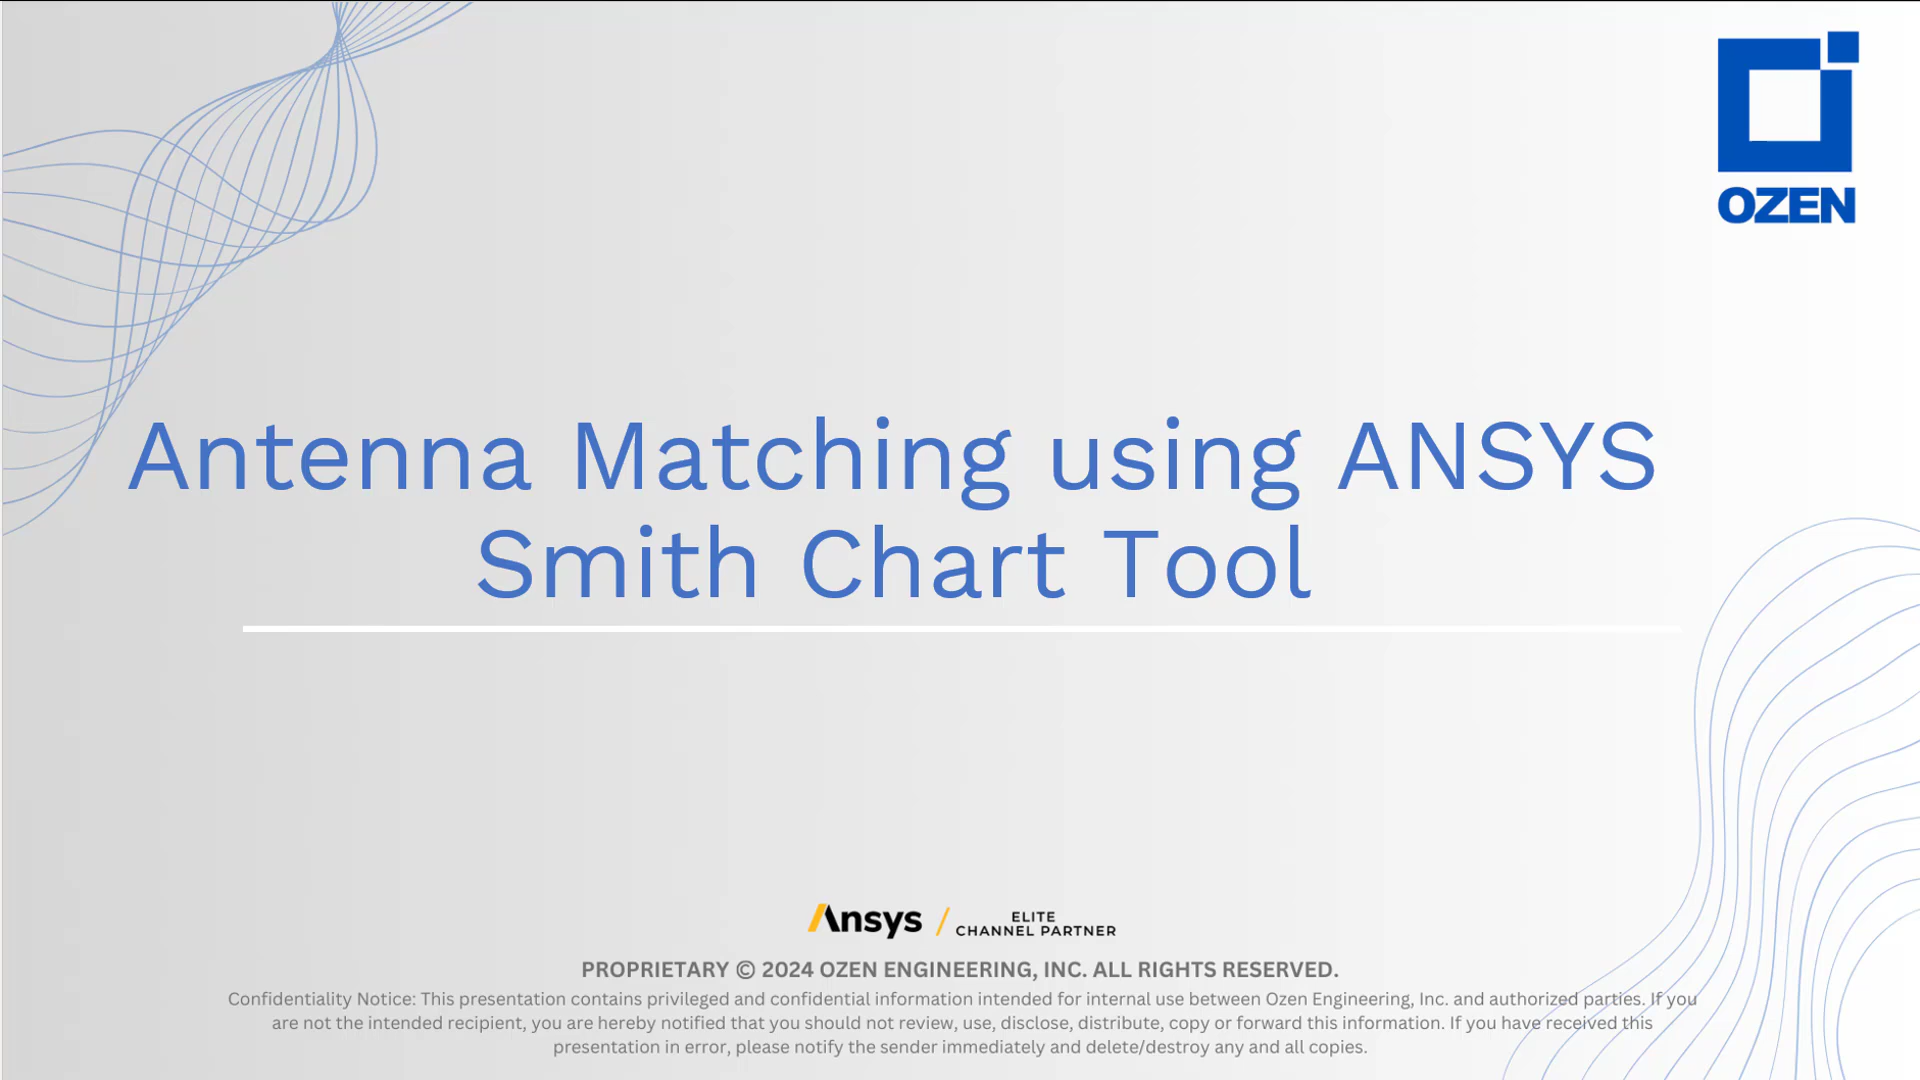 OZEN
Antenna Matching using ANSYS
Smith Chart Tool
Ansys / ELITE
CHANNEL PARTNER
PROPRIETARY © 2024 OZEN ENGINEERING, INC. ALL RIGHTS RESERVED.
Confidentiality Notice: This presentation contains privileged and confidential information intended for internal use between Ozen Engineering, Inc. and authorized parties. If you
are not the intended recipient, you are hereby notified that you should not review, use, disclose, distribute, copy or forward this information. If you have received this
presentation in error, please notify the sender immediately and delete/destroy any and all copies.